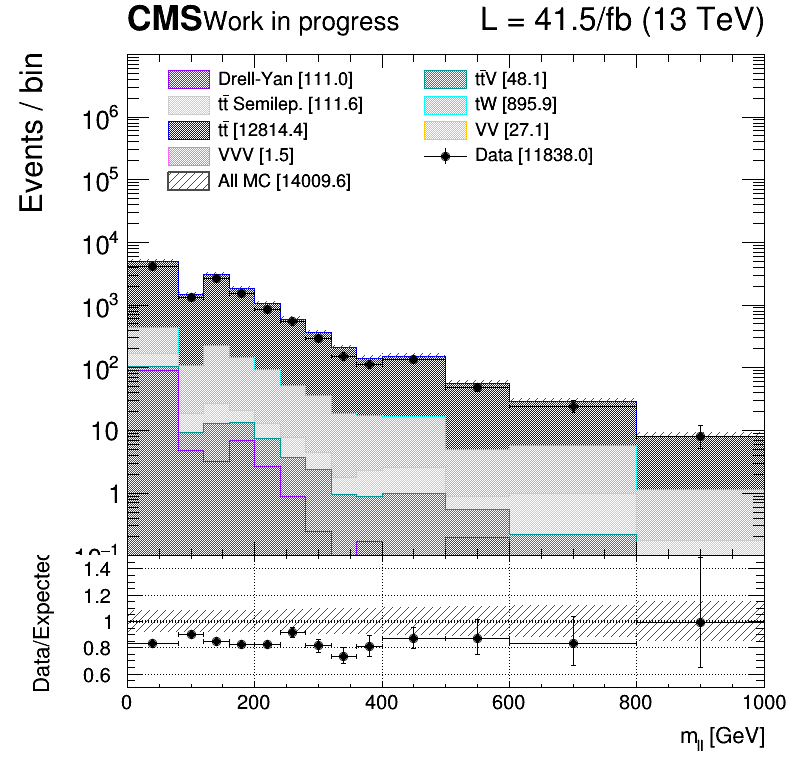 CMS Work in progress L = 41.5/fb (13 TeV)
Events / bin
Drell-Yan [111.0]
tt̄ Semilep. [111.6]
tt̄ [12814.4]
VVV [1.5]
All MC [14009.6]
tt̄V [48.1]
tW [895.9]
VV [27.1]
Data [11838.0]
10⁶
10⁵
10⁴
10³
10²
10
1
10⁻¹
Data/Expected
1.4
1.2
1
0.8
0.6
0 200 400 600 800 1000
m_ll [GeV]